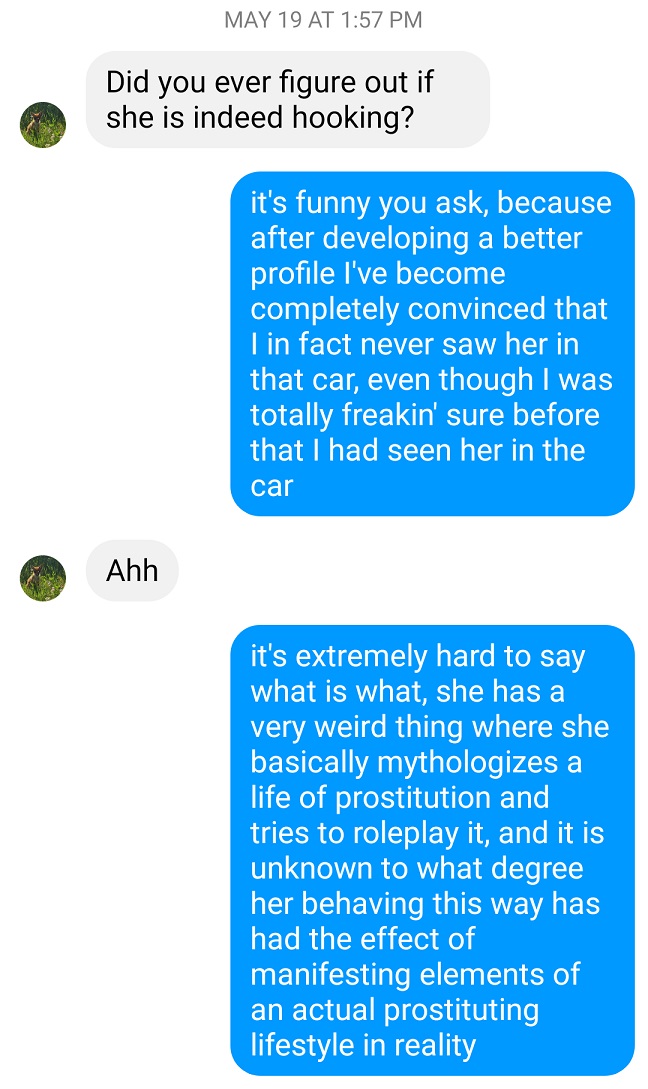 MAY 19 AT 1:57 PM
Did you ever figure out if
she is indeed hooking?
it's funny you ask, because
after developing a better
profile I've become
completely convinced that
I in fact never saw her in
that car, even though I was
totally freakin' sure before
that I had seen her in the
car
Ahh
it's extremely hard to say
what is what, she has a
very weird thing where she
basically mythologizes a
life of prostitution and
tries to roleplay it, and it is
unknown to what degree
her behaving this way has
had the effect of
manifesting elements of
an actual prostituting
lifestyle in reality